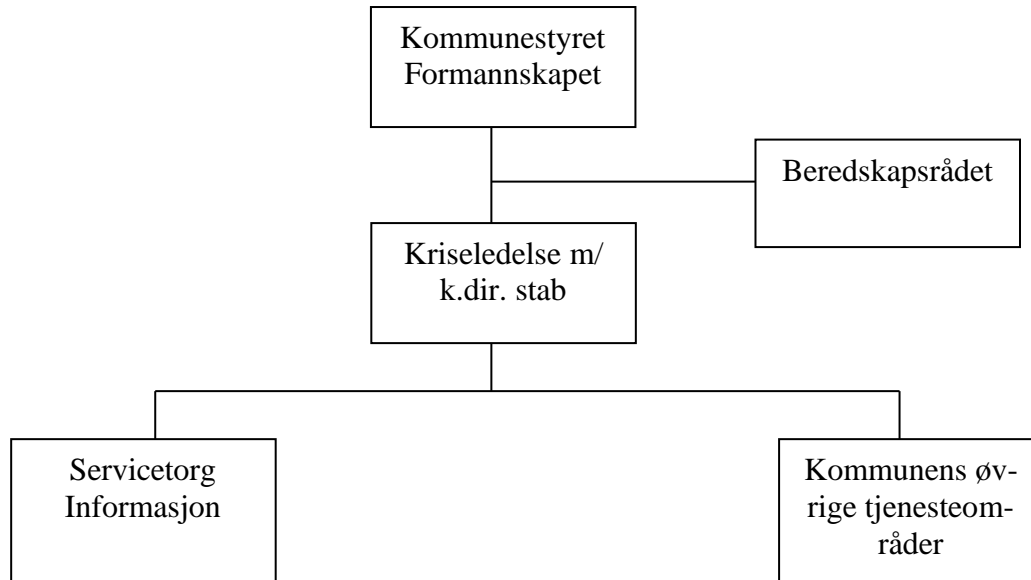 Kommunestyret
Formannskapet
Beredskapsrådet
Kriseledelse m/
k.dir. stab
Servicetorg
Informasjon
Kommunens øv-
rige tjenesteom-
råder